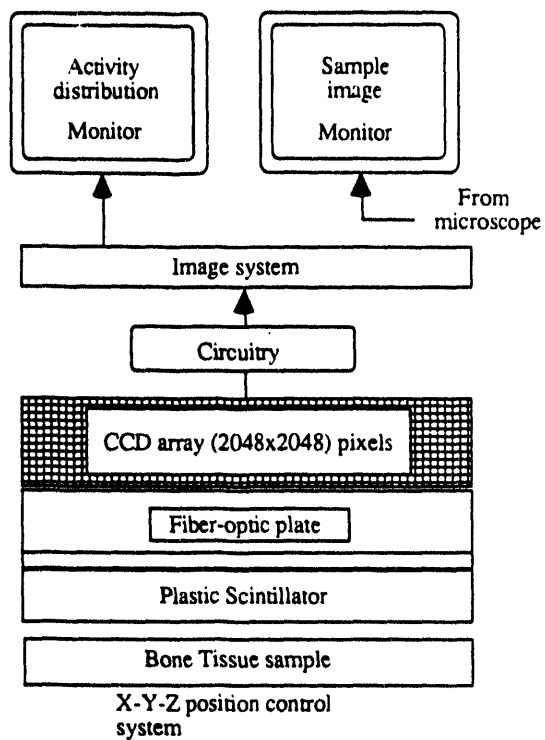 Activity
distribution
Monitor
Sample
image
Monitor
From
microscope
Image system
Circuitry
CCD array (2048x2048) pixels
Fiber-optic plate
Plastic Scintillator
Bone Tissue sample
X-Y-Z position control
system